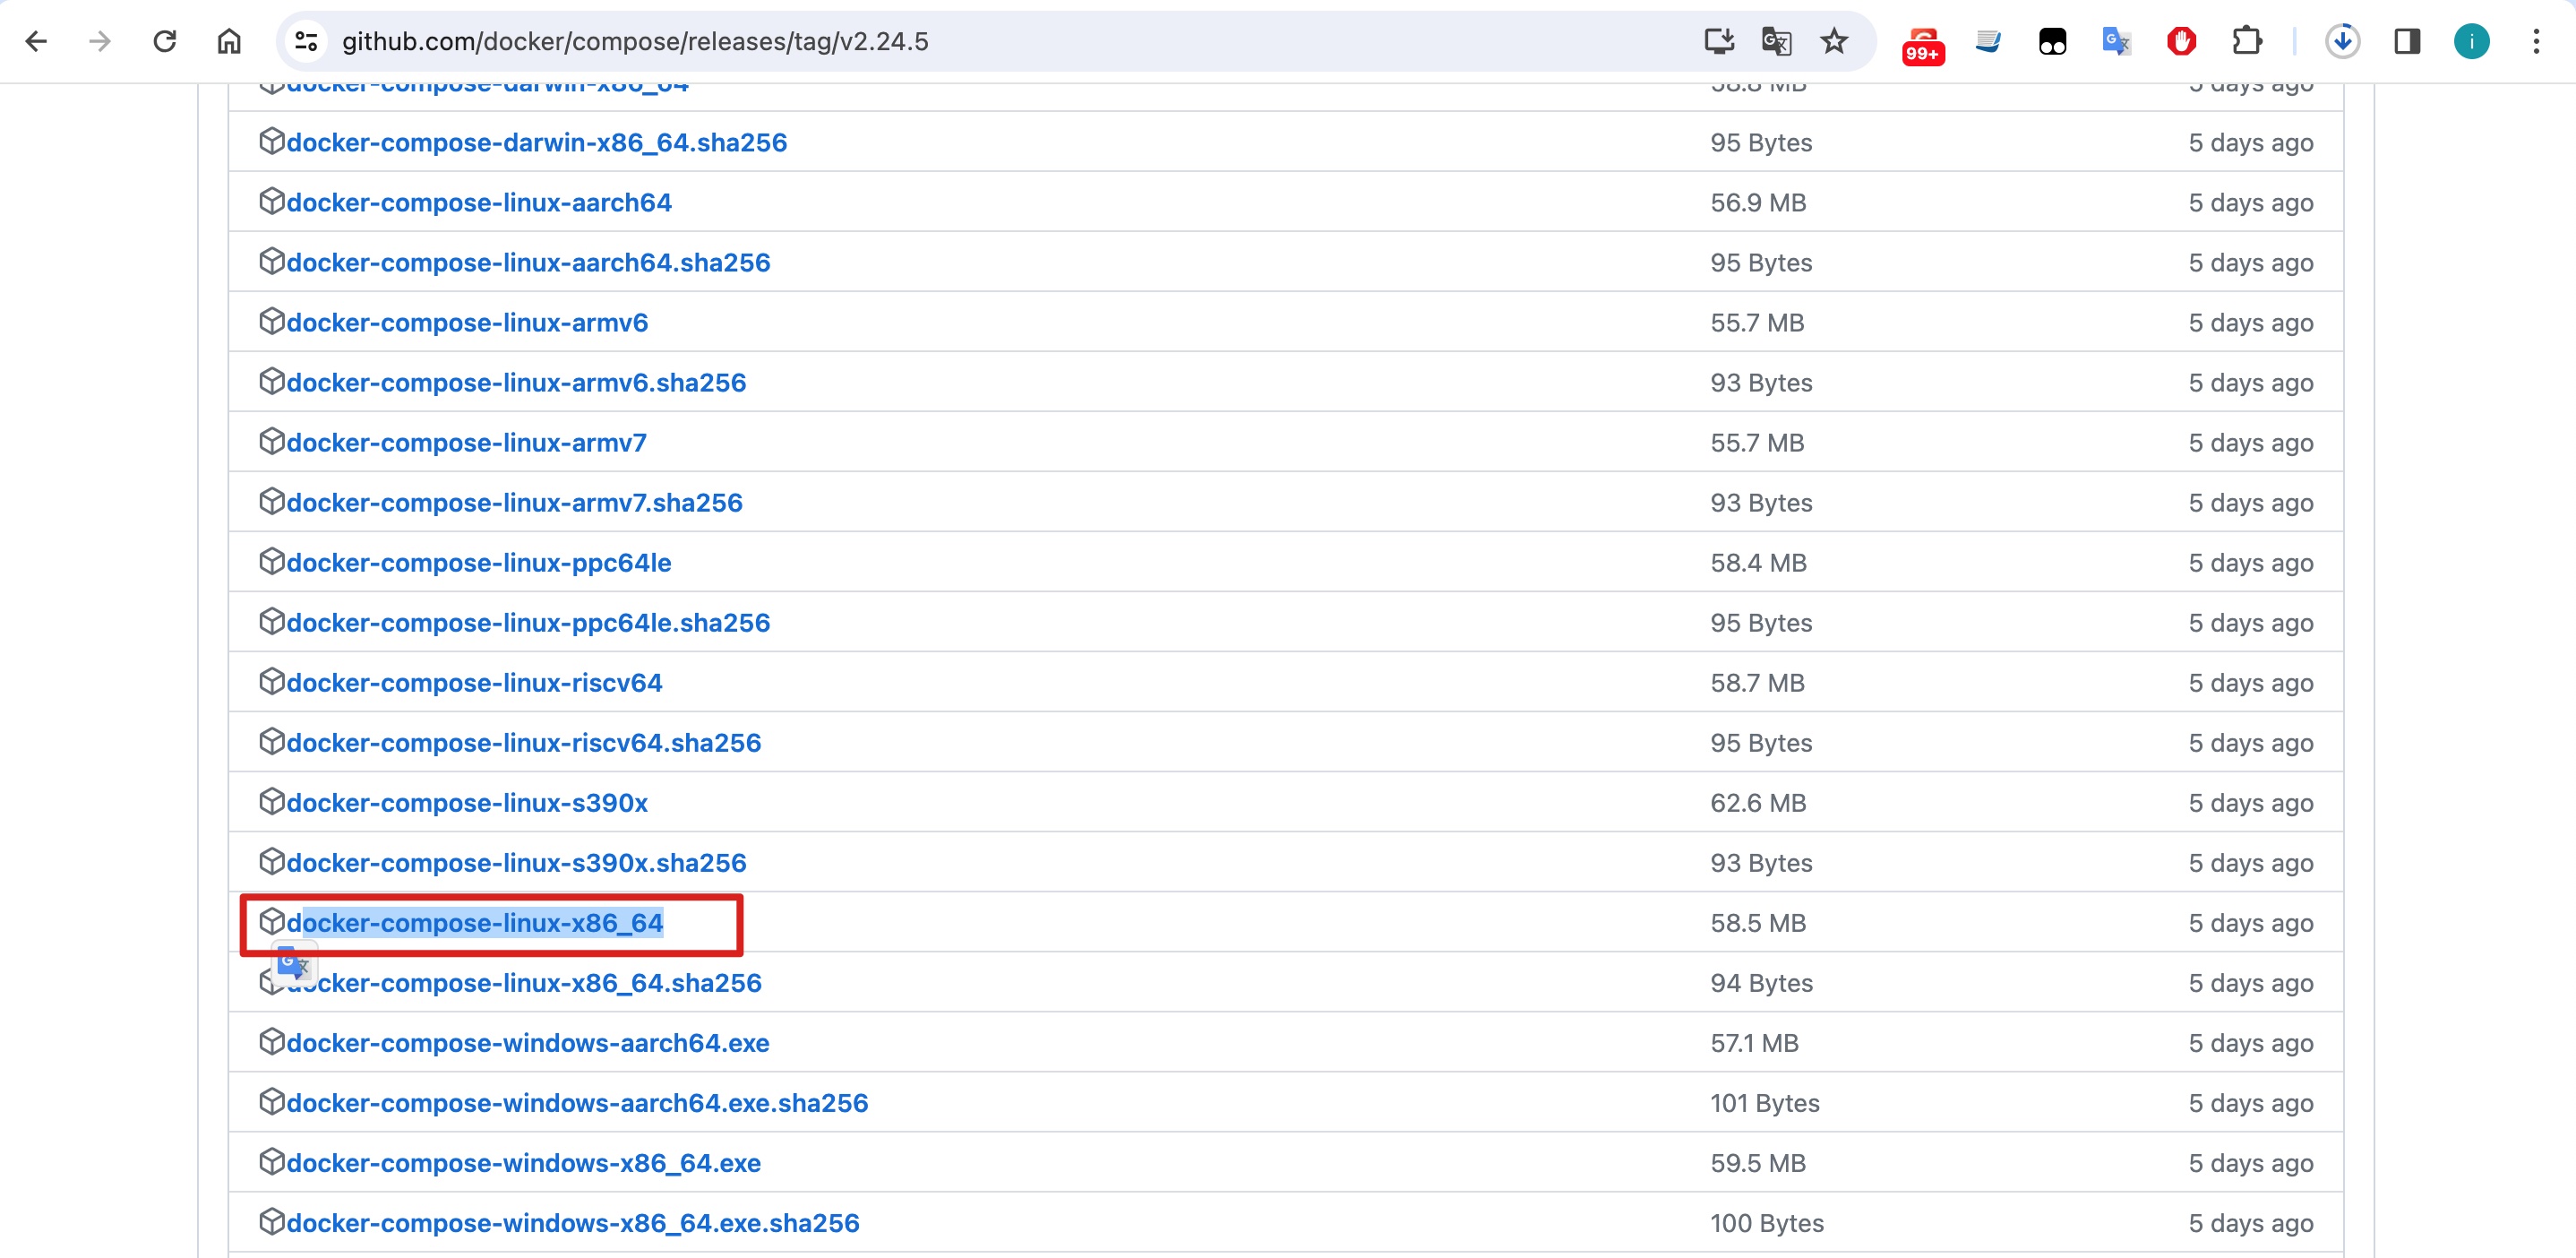 github.com/docker/compose/releases/tag/v2.24.5
99+
G
i
docker-compose-darwin-x86_64 58.8 MB 5 days ago
docker-compose-darwin-x86_64.sha256 95 Bytes 5 days ago
docker-compose-linux-aarch64 56.9 MB 5 days ago
docker-compose-linux-aarch64.sha256 95 Bytes 5 days ago
docker-compose-linux-armv6 55.7 MB 5 days ago
docker-compose-linux-armv6.sha256 93 Bytes 5 days ago
docker-compose-linux-armv7 55.7 MB 5 days ago
docker-compose-linux-armv7.sha256 93 Bytes 5 days ago
docker-compose-linux-ppc64le 58.4 MB 5 days ago
docker-compose-linux-ppc64le.sha256 95 Bytes 5 days ago
docker-compose-linux-riscv64 58.7 MB 5 days ago
docker-compose-linux-riscv64.sha256 95 Bytes 5 days ago
docker-compose-linux-s390x 62.6 MB 5 days ago
docker-compose-linux-s390x.sha256 93 Bytes 5 days ago
docker-compose-linux-x86_64 58.5 MB 5 days ago
docker-compose-linux-x86_64.sha256 94 Bytes 5 days ago
docker-compose-windows-aarch64.exe 57.1 MB 5 days ago
docker-compose-windows-aarch64.exe.sha256 101 Bytes 5 days ago
docker-compose-windows-x86_64.exe 59.5 MB 5 days ago
docker-compose-windows-x86_64.exe.sha256 100 Bytes 5 days ago